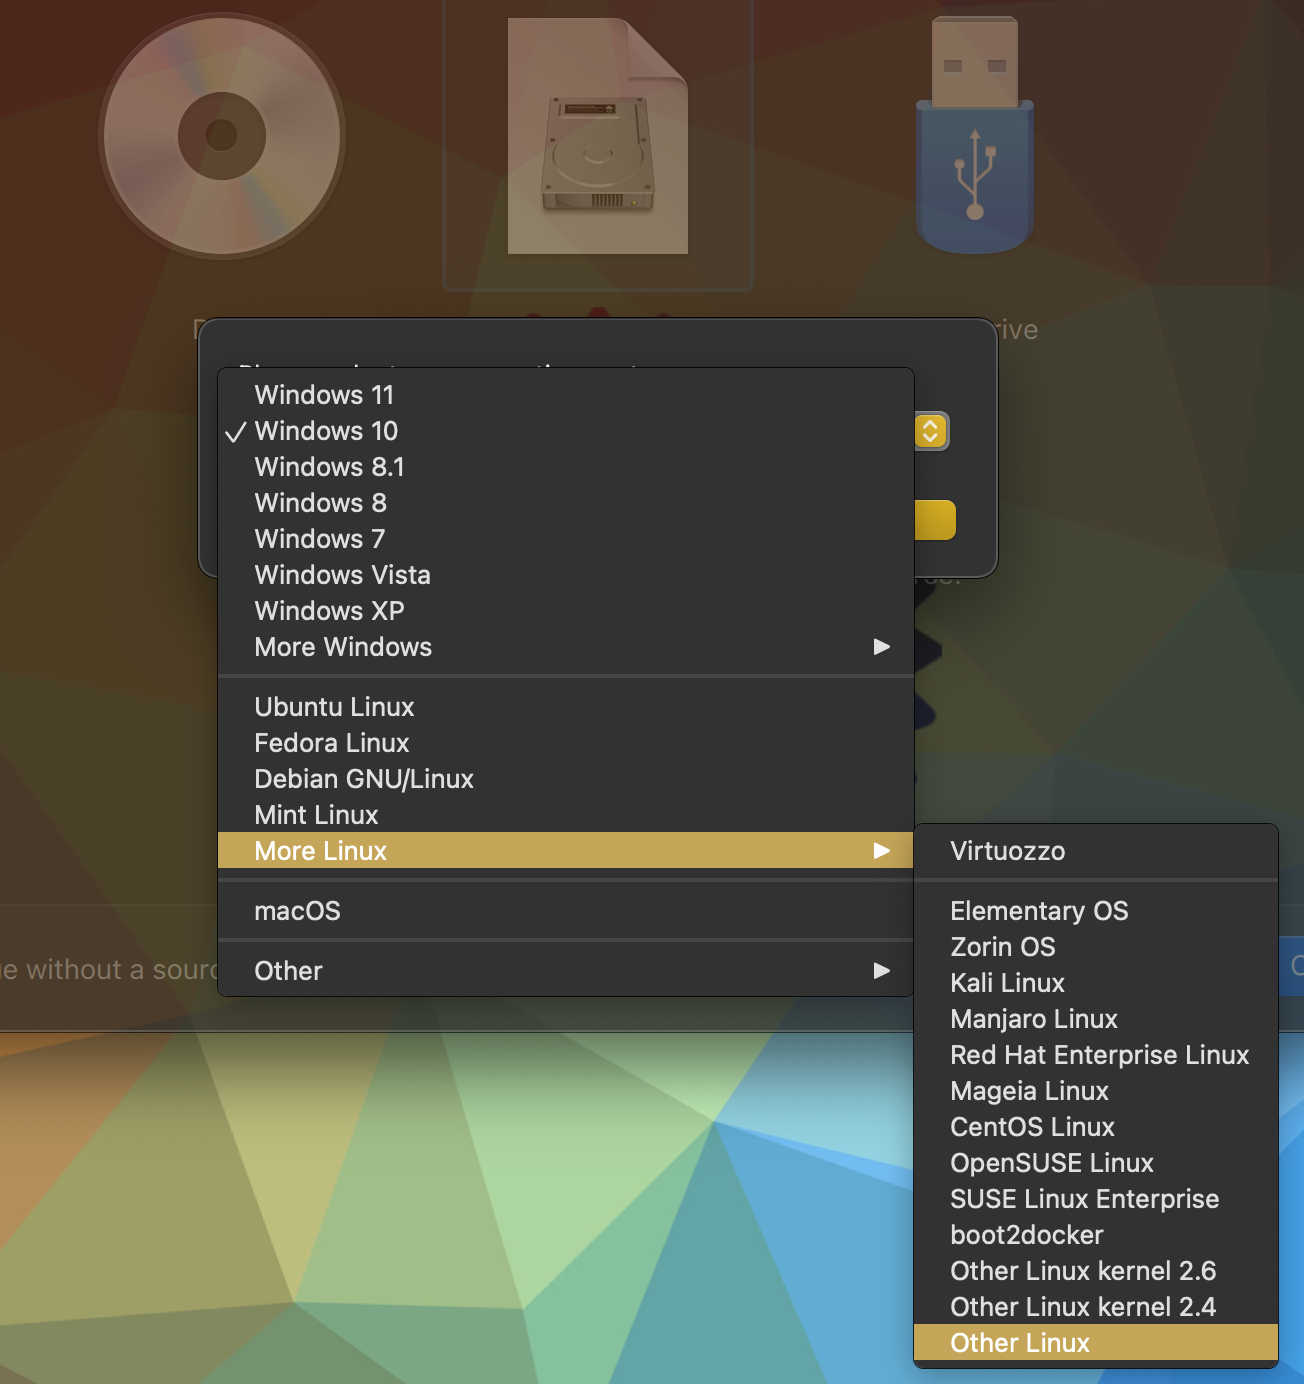 Windows 11
Windows 10
Windows 8.1
Windows 8
Windows 7
Windows Vista
Windows XP
More Windows
Ubuntu Linux
Fedora Linux
Debian GNU/Linux
Mint Linux
More Linux
macOS
Other
without a
Virtuozzo
Elementary OS
Zorin OS
Kali Linux
Manjaro Linux
Red Hat Enterprise Linux
Mageia Linux
CentOS Linux
OpenSUSE Linux
SUSE Linux Enterprise
boot2docker
Other Linux kernel 2.6
Other Linux kernel 2.4
Other Linux